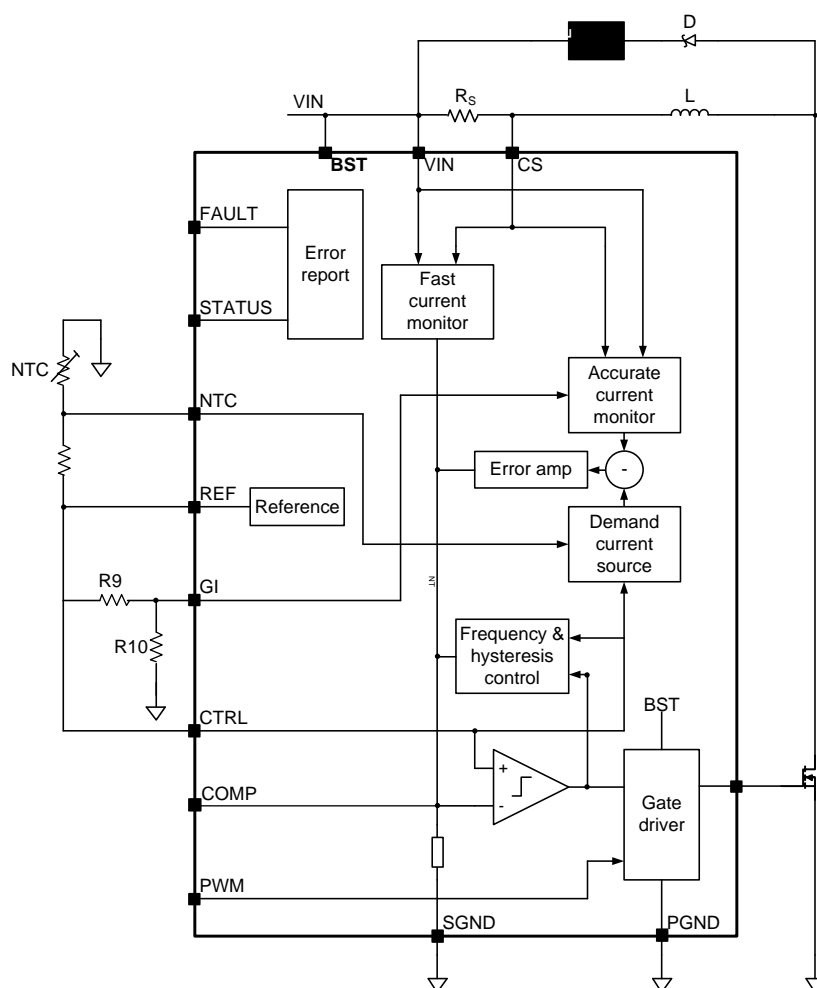 D
VIN
RS
L
BST
VIN
CS
FAULT
Error
report
STATUS
Fast
current
monitor
NTC
NTC
Accurate
current
monitor
Error amp
-
REF
Reference
Demand
current
source
NT
R9
GI
R10
Frequency &
hysteresis
control
CTRL
BST
+
-
COMP
Gate
driver
PWM
SGND
PGND